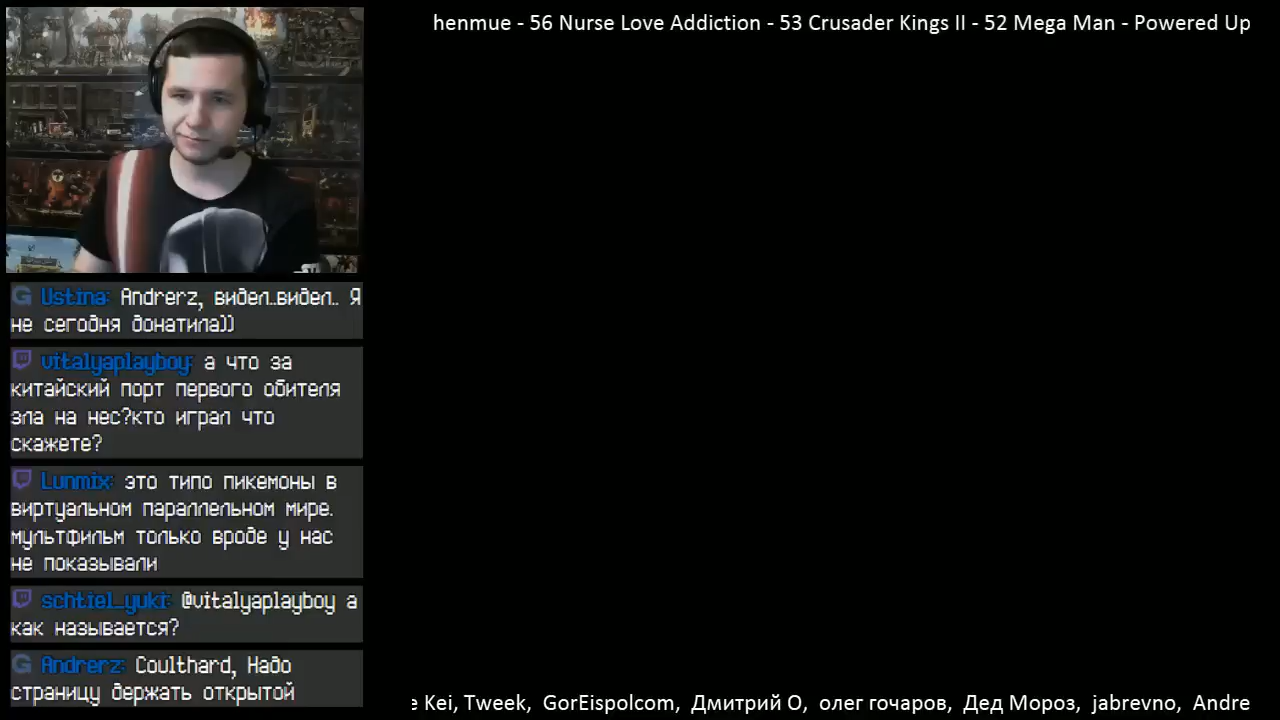 henmue - 56 Nurse Love Addiction - 53 Crusader Kings II - 52 Mega Man - Powered Up
Ustina: Andrerz, видел..видел.. Я
не сегодня донатила))
vitalyaplayboy: а что за
китайский порт первого обителя
зла на нес?кто играл что
скажете?
Lunmix: это типо пикемоны в
виртуальном параллельном мире.
мультфильм только вроде у нас
не показывали
schtiel_yuki: @vitalyaplayboy а
как называется?
Andrerz: Coulthard, Надо
страницу держать открытой
e Kei, Tweek, GorEispolcom, Дмитрий О, олег гочаров, Дед Мороз, jabrevno, Andre